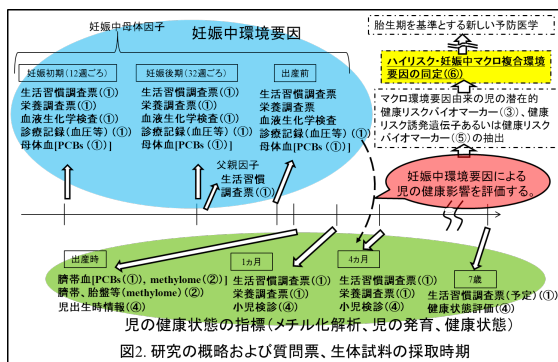 妊娠中母体因子
妊娠中環境要因
妊娠初期(12週ごろ)
生活習慣調査票(①)
栄養調査票(①)
血液生化学検査(①)
診療記録(血圧等)(①)
母体血[PCBs(①)]
妊娠後期(32週ごろ)
生活習慣調査票(①)
栄養調査票(①)
血液生化学検査(①)
診療記録(血圧等)(①)
母体血[PCBs(①)]
出産前
生活習慣調査票
栄養調査票
血液生化学検査
診療記録(血圧等)(①)
母体血[PCBs(①)]
父親因子
生活習慣
調査票(①)
胎生期を基準とする新しい予防医学
ハイリスク・妊娠中マクロ複合環境
要因の同定(⑥)
マクロ環境要因由来の児の潜在的
健康リスクバイオマーカー(③)、健康
リスク誘発遺伝子あるいは健康リスク
バイオマーカー(⑤)の抽出
妊娠中環境要因による
児の健康影響を評価する。
出産時
臍帯血[PCBs(①), methylome(②)]
臍帯、胎盤等(methylome)(②)
児出生時情報(④)
1カ月
生活習慣調査票(①)
栄養調査票(①)
小児検診(④)
4カ月
生活習慣調査票(①)
栄養調査票(①)
小児検診(④)
7歳
生活習慣調査票(予定)(①)
健康状態評価(④)
児の健康状態の指標(メチル化解析、児の発育、健康状態)
図2. 研究の概略および質問票、生体試料の採取時期